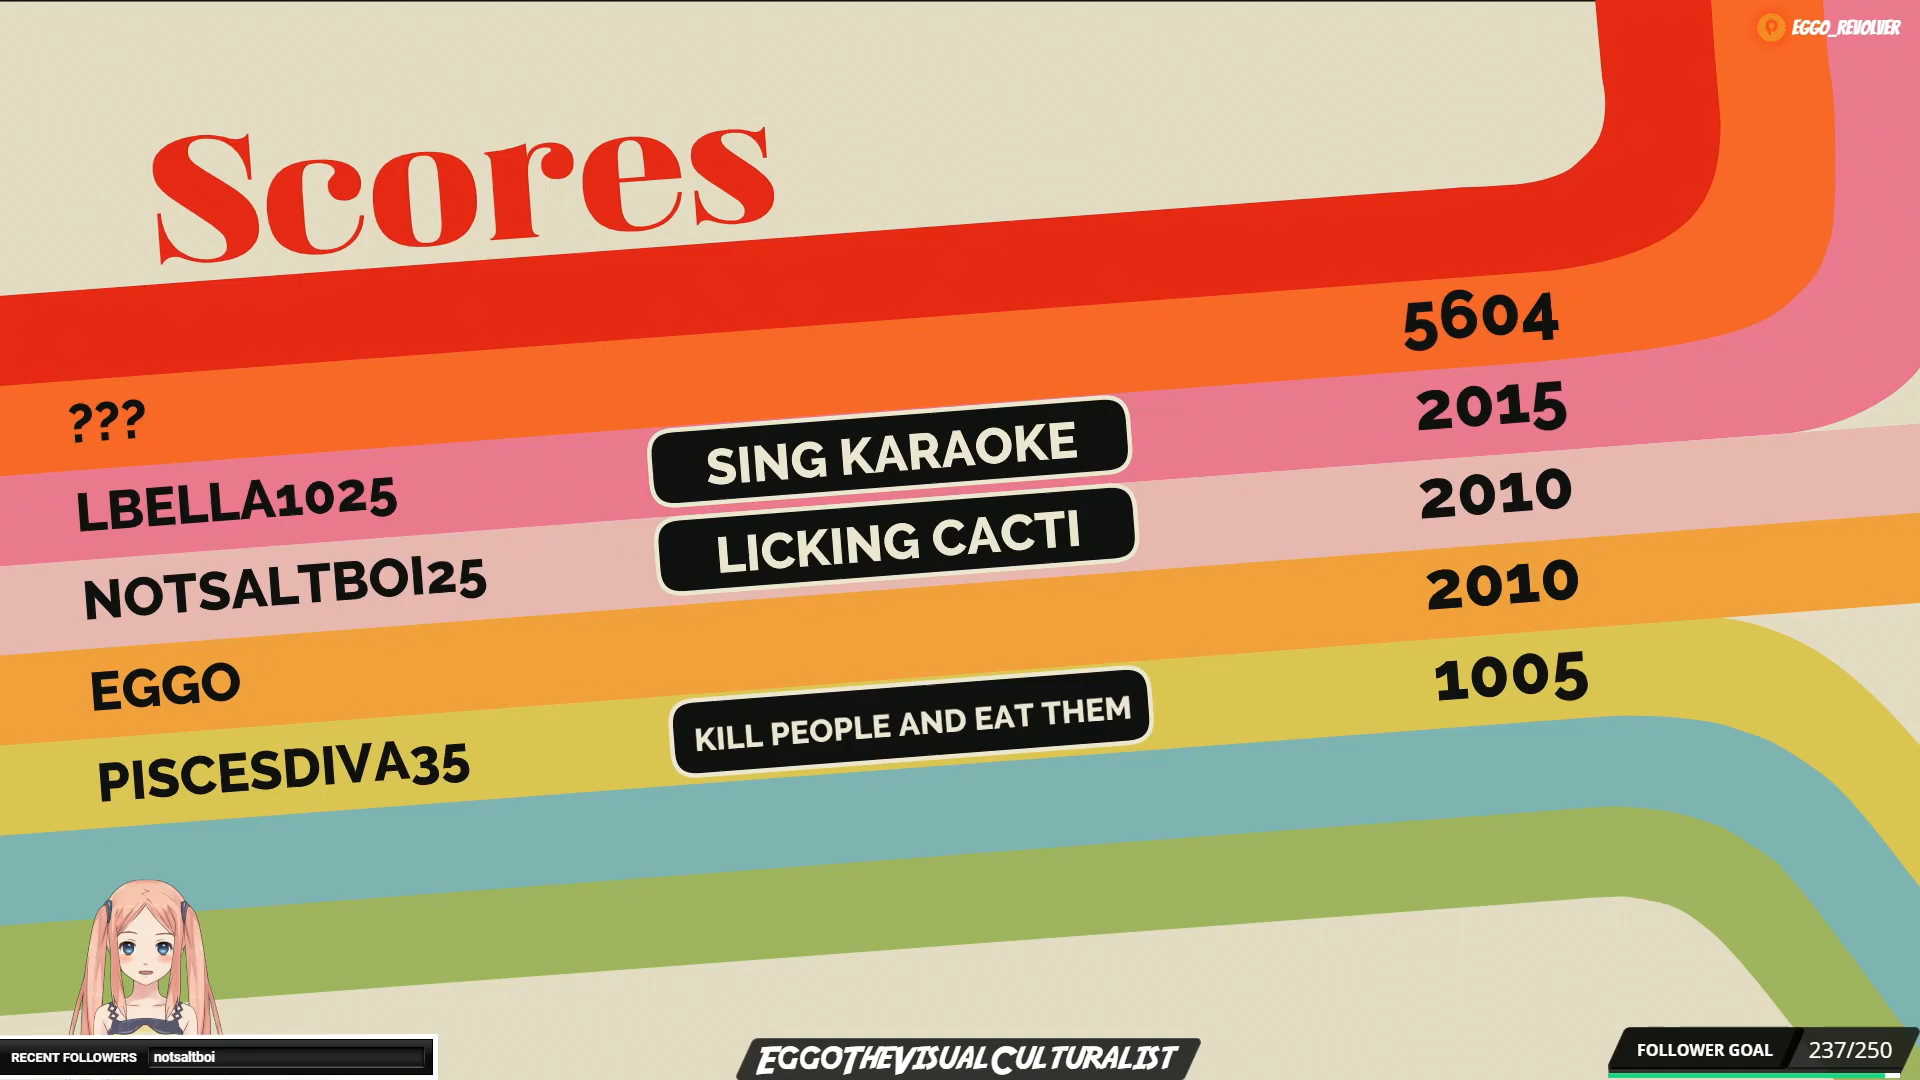 EGGO_REVOLVER
Scores
??? 5604
LBELLA1025 SING KARAOKE 2015
NOTSALTBOI25 LICKING CACTI 2010
EGGO 2010
PISCESDIVA35 KILL PEOPLE AND EAT THEM 1005
RECENT FOLLOWERS notsaltboi
EGGOTHEVISUALCULTURALIST
FOLLOWER GOAL 237/250